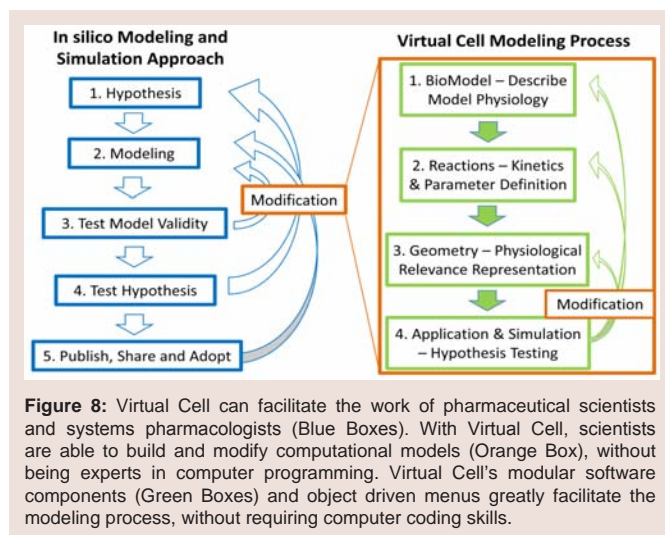 In silico Modeling and
Simulation Approach
1. Hypothesis
2. Modeling
3. Test Model Validity
4. Test Hypothesis
5. Publish, Share and Adopt
Modification
Virtual Cell Modeling Process
1. BioModel – Describe
Model Physiology
2. Reactions – Kinetics
& Parameter Definition
3. Geometry – Physiological
Relevance Representation
Modification
4. Application & Simulation
– Hypothesis Testing
Figure 8: Virtual Cell can facilitate the work of pharmaceutical scientists
and systems pharmacologists (Blue Boxes). With Virtual Cell, scientists
are able to build and modify computational models (Orange Box), without
being experts in computer programming. Virtual Cell's modular software
components (Green Boxes) and object driven menus greatly facilitate the
modeling process, without requiring computer coding skills.